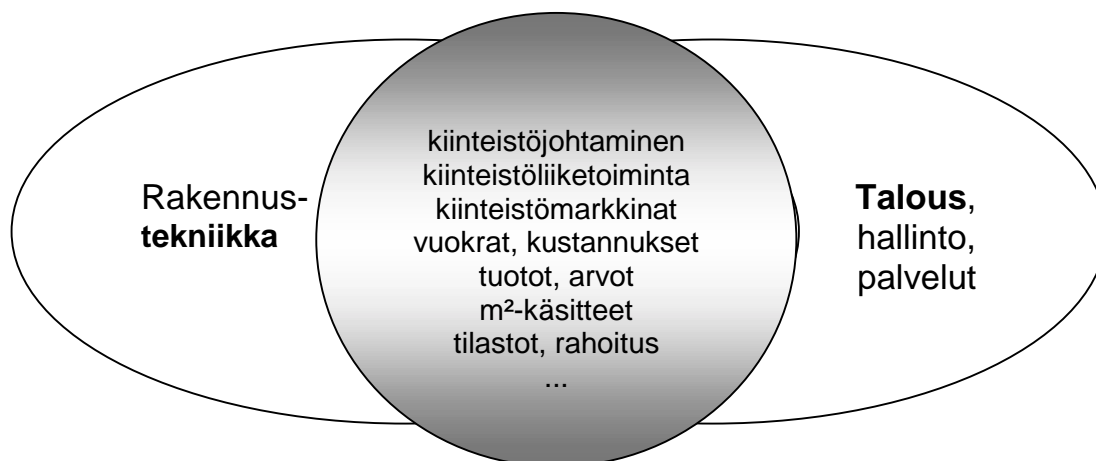 Rakennus-
tekniikka
kiinteistöjohtaminen
kiinteistöliiketoiminta
kiinteistömarkkinat
vuokrat, kustannukset
tuotot, arvot
m²-käsitteet
tilastot, rahoitus
...
Talous,
hallinto,
palvelut